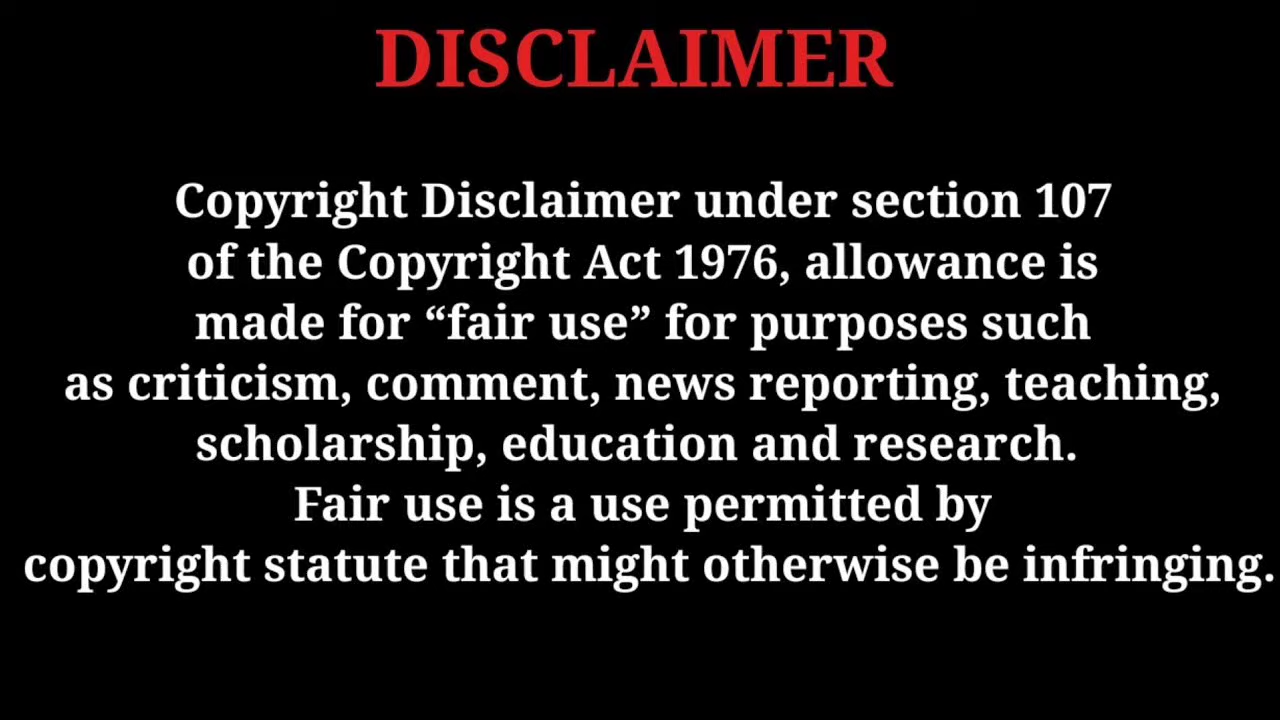 DISCLAIMER
Copyright Disclaimer under section 107
of the Copyright Act 1976, allowance is
made for “fair use” for purposes such
as criticism, comment, news reporting, teaching,
scholarship, education and research.
Fair use is a use permitted by
copyright statute that might otherwise be infringing.